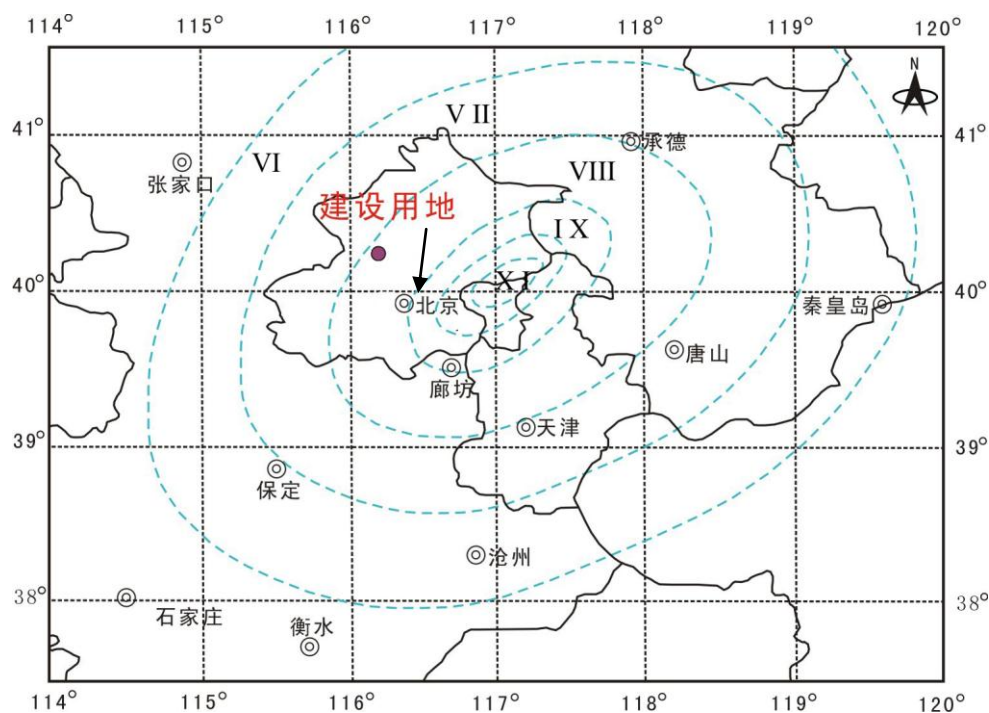 114° 115° 116° 117° 118° 119° 120°
N
VII
41° 41°
承德
VI
张家口
VIII
建设用地
IX
XI
40° 40°
北京
秦皇岛
唐山
廊坊
天津
39° 39°
保定
沧州
38° 38°
石家庄
衡水
114° 115° 116° 117° 118° 119° 120°